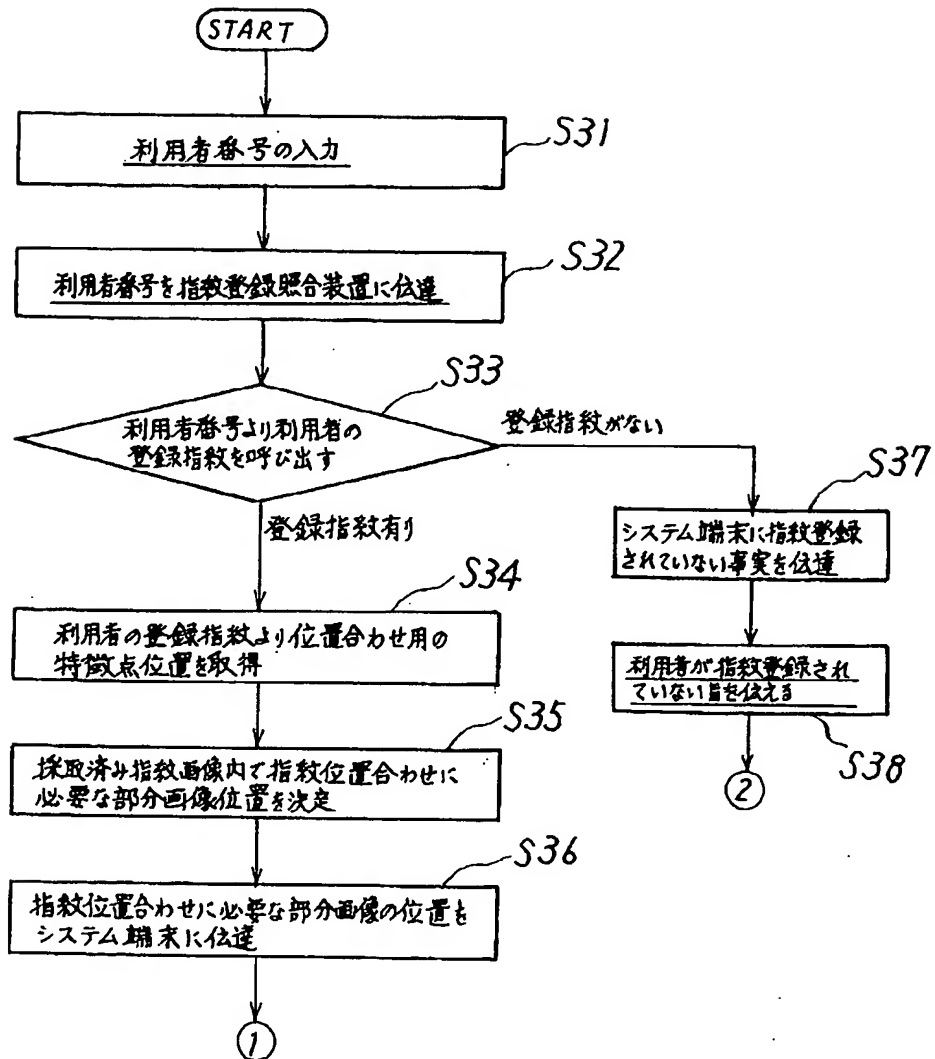 START
S31
利用者番号の入力
S32
利用者番号を指紋登録照合装置に伝達
S33
利用者番号より利用者の
登録指紋を呼び出す
登録指紋がない
登録指紋有り
S37
システム端末に指紋登録
されていない事実を伝達
S34
利用者の登録指紋より位置合わせ用の
特徴点位置を取得
利用者が指紋登録され
ていない旨を伝える
S38
S35
採取済み指紋画像内で指紋位置合わせに
必要な部分画像位置を決定
2
S36
指紋位置合わせに必要な部分画像の位置を
システム端末に伝達
1